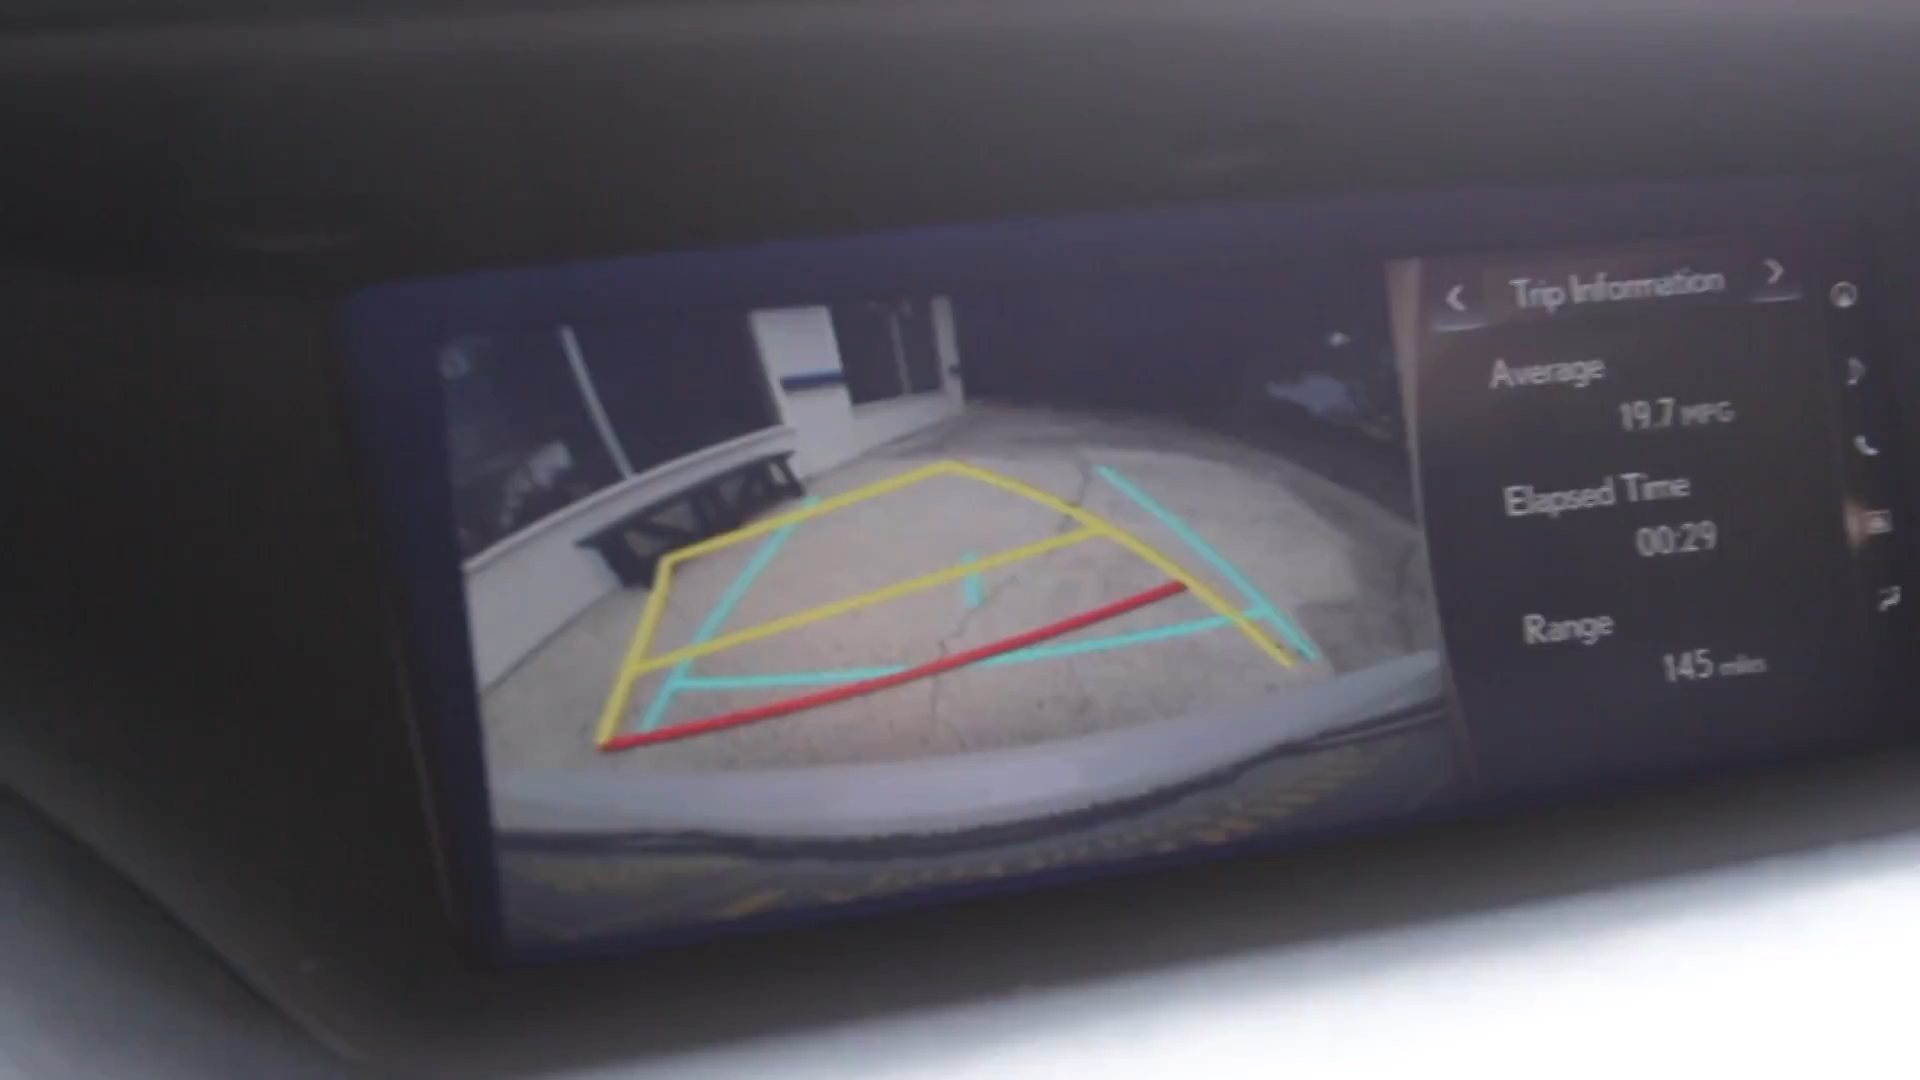 Trip Information
Average
19.7 MPG
Elapsed Time
00:29
Range
145 miles